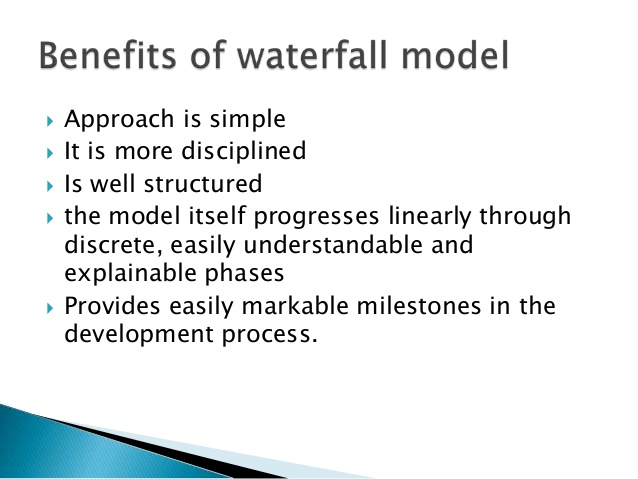 Benefits of waterfall model
Approach is simple
It is more disciplined
Is well structured
the model itself progresses linearly through
discrete, easily understandable and
explainable phases
Provides easily markable milestones in the
development process.